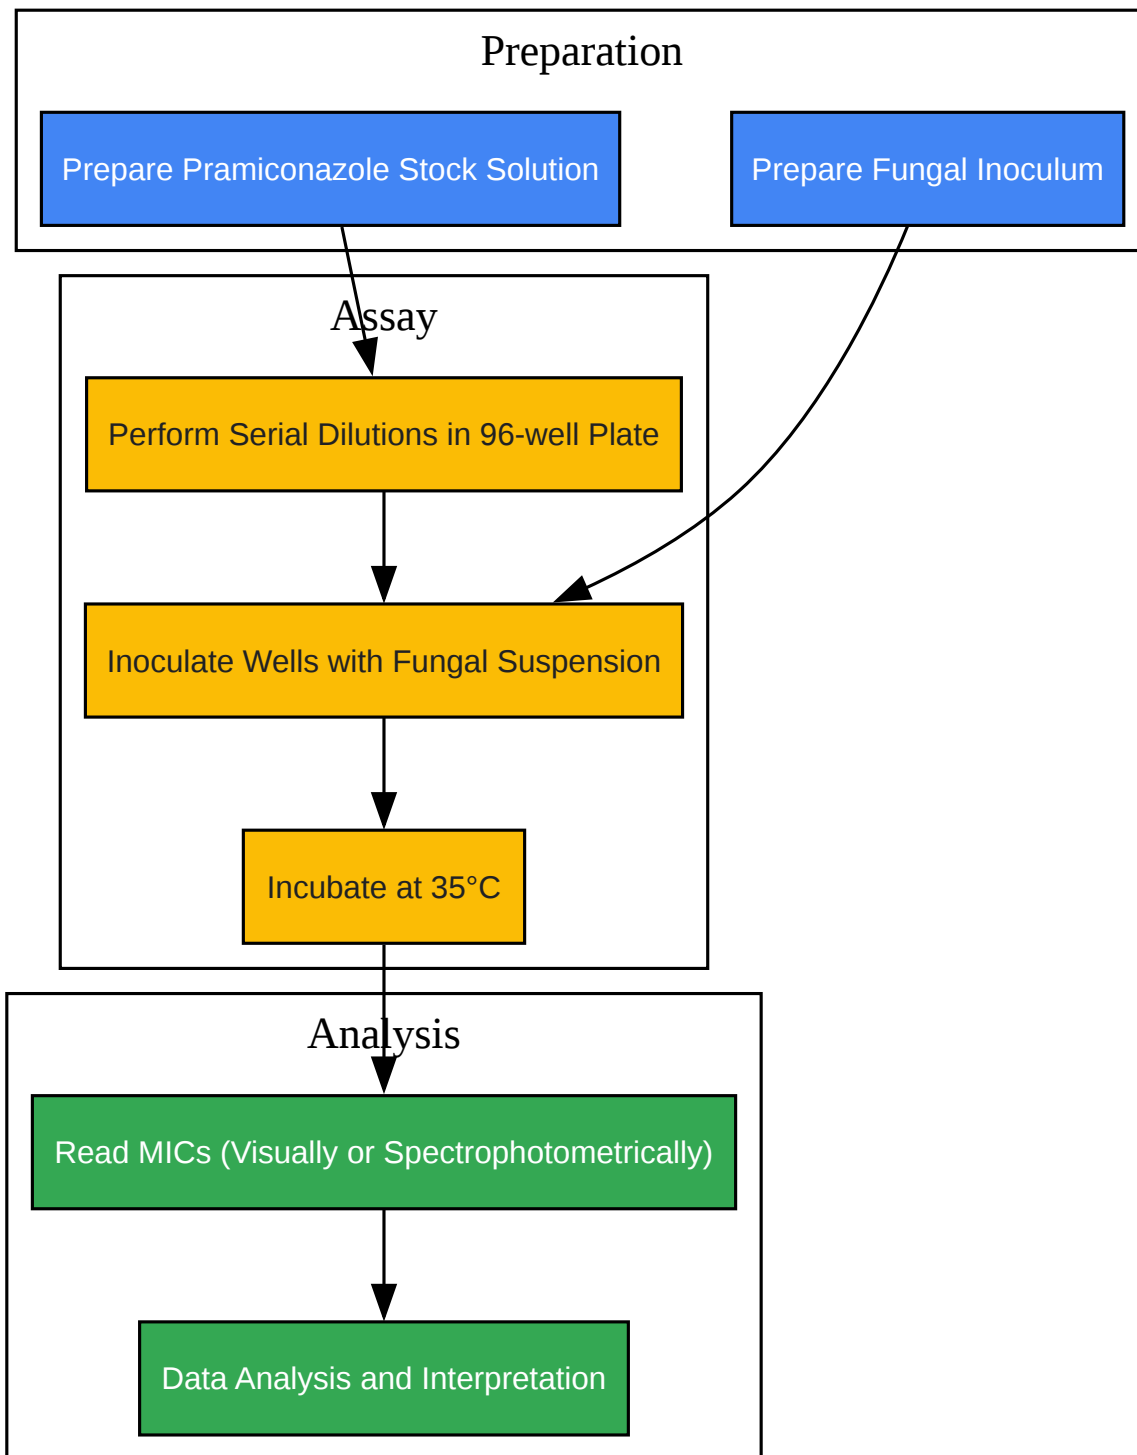 Preparation
Prepare Pramiconazole Stock Solution
Prepare Fungal Inoculum
Assay
Perform Serial Dilutions in 96-well Plate
Inoculate Wells with Fungal Suspension
Incubate at 35°C
Analysis
Read MICs (Visually or Spectrophotometrically)
Data Analysis and Interpretation